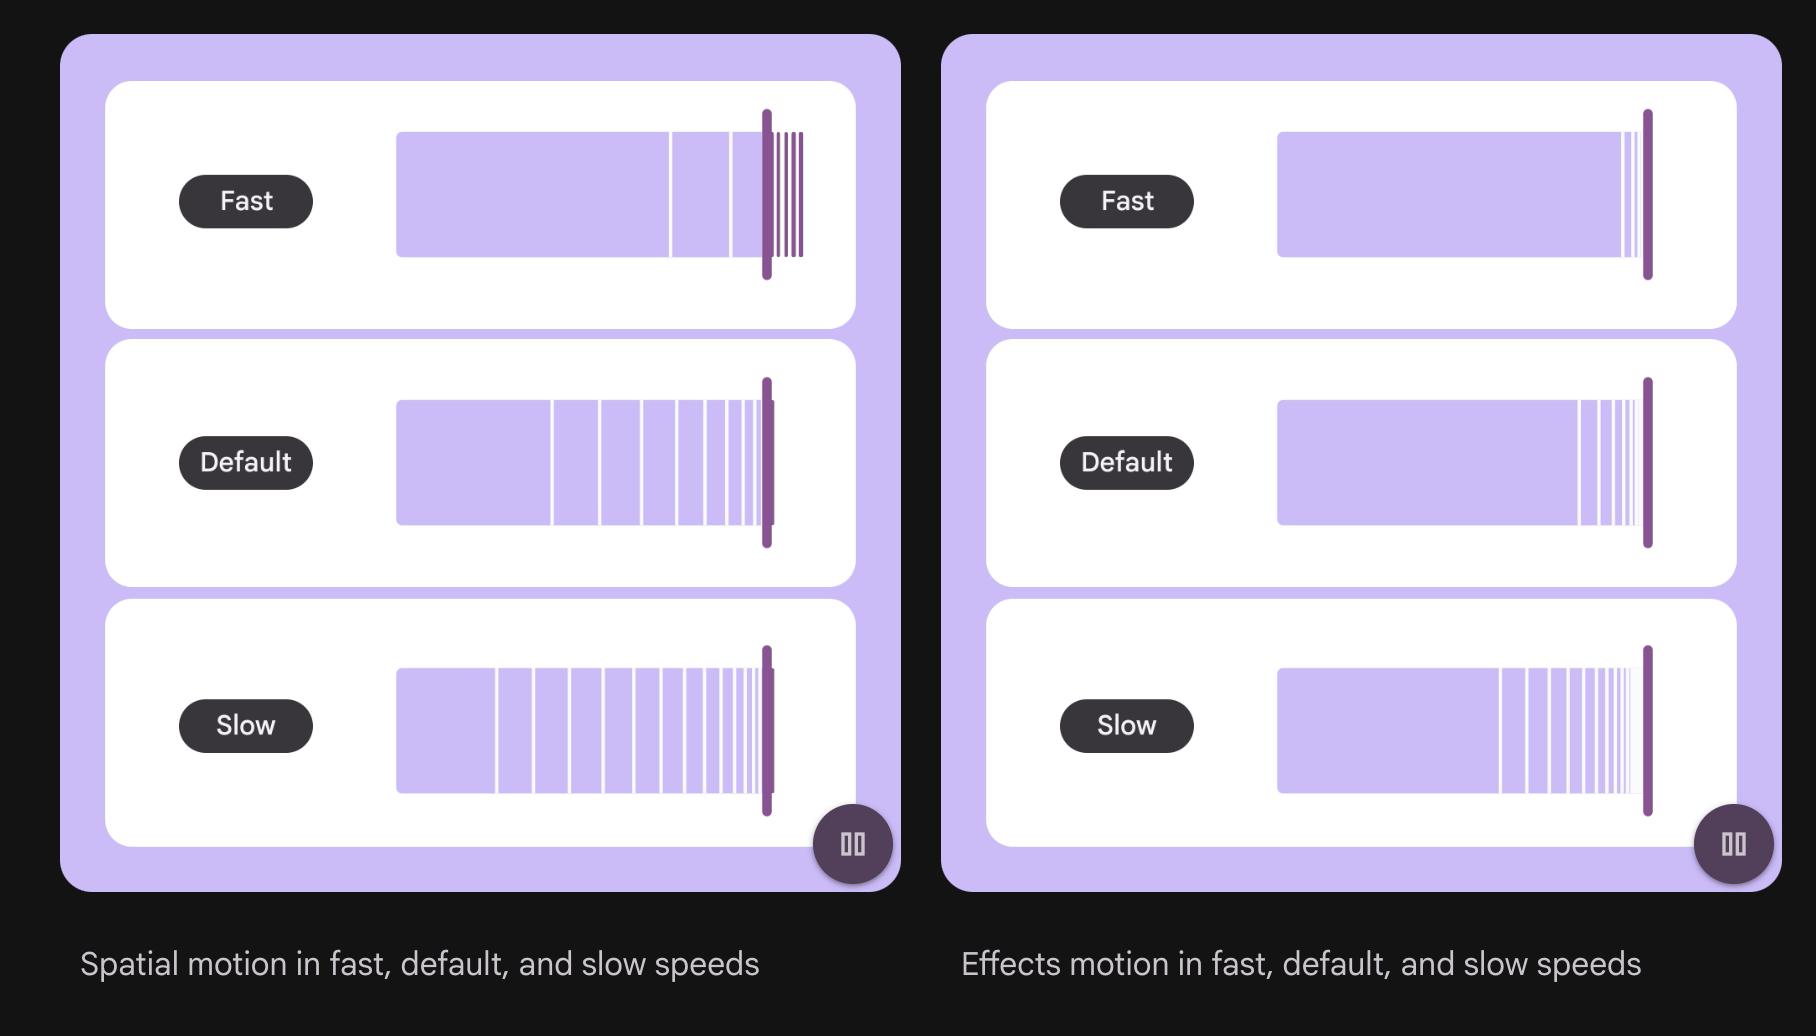 Fast
Default
Slow
Spatial motion in fast, default, and slow speeds
Fast
Default
Slow
Effects motion in fast, default, and slow speeds